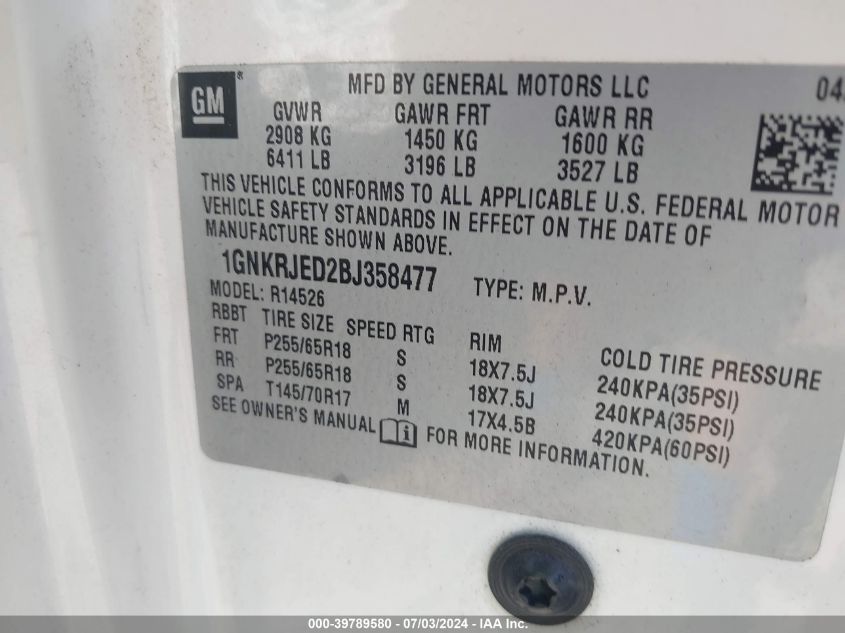 GM ®
MFD BY GENERAL MOTORS LLC
GVWR GAWR FRT GAWR RR
2908 KG 1450 KG 1600 KG
6411 LB 3196 LB 3527 LB
THIS VEHICLE CONFORMS TO ALL APPLICABLE U.S. FEDERAL MOTOR
VEHICLE SAFETY STANDARDS IN EFFECT ON THE DATE OF
MANUFACTURE SHOWN ABOVE.
1GNKRJED2BJ358477 TYPE: M.P.V.
MODEL: R14526
RBBT TIRE SIZE SPEED RTG RIM COLD TIRE PRESSURE
FRT P255/65R18 S 18X7.5J 240KPA(35PSI)
RR P255/65R18 S 18X7.5J 240KPA(35PSI)
SPA T145/70R17 M 17X4.5B 420KPA(60PSI)
SEE OWNER'S MANUAL i FOR MORE INFORMATION.
000-39789580 - 07/03/2024 - IAA Inc.